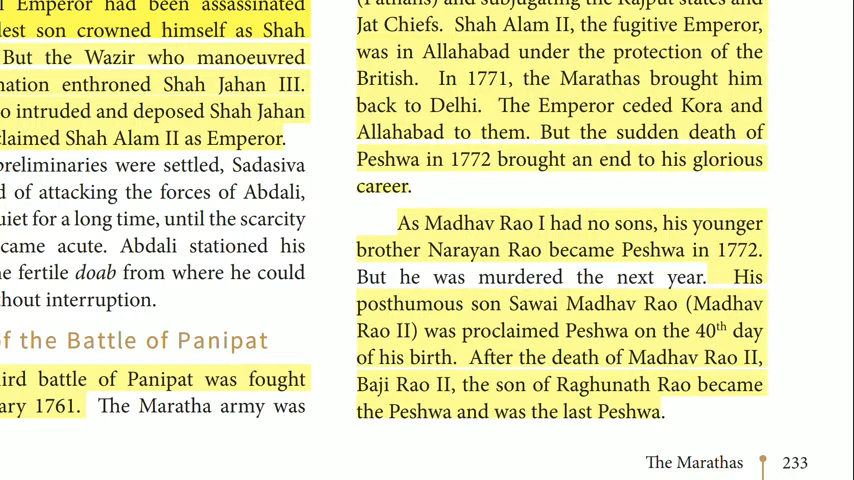 Emperor had been assassinated
son crowned himself as Shah
But the Wazir who manoeuvred
enthroned Shah Jahan III.
intruded and deposed Shah Jahan
Shah Alam II as Emperor.
preliminaries were settled, Sadasiva
of attacking the forces of Abdali,
for a long time, until the scarcity
acute. Abdali stationed his
fertile doab from where he could
interruption.
of the Battle of Panipat
battle of Panipat was fought
1761. The Maratha army was
(Pathans) and subjugating the Rajput states and
Jat Chiefs. Shah Alam II, the fugitive Emperor,
was in Allahabad under the protection of the
British. In 1771, the Marathas brought him
back to Delhi. The Emperor ceded Kora and
Allahabad to them. But the sudden death of
Peshwa in 1772 brought an end to his glorious
career.
As Madhav Rao I had no sons, his younger
brother Narayan Rao became Peshwa in 1772.
But he was murdered the next year. His
posthumous son Sawai Madhav Rao (Madhav
Rao II) was proclaimed Peshwa on the 40th day
of his birth. After the death of Madhav Rao II,
Baji Rao II, the son of Raghunath Rao became
the Peshwa and was the last Peshwa.
The Marathas 233